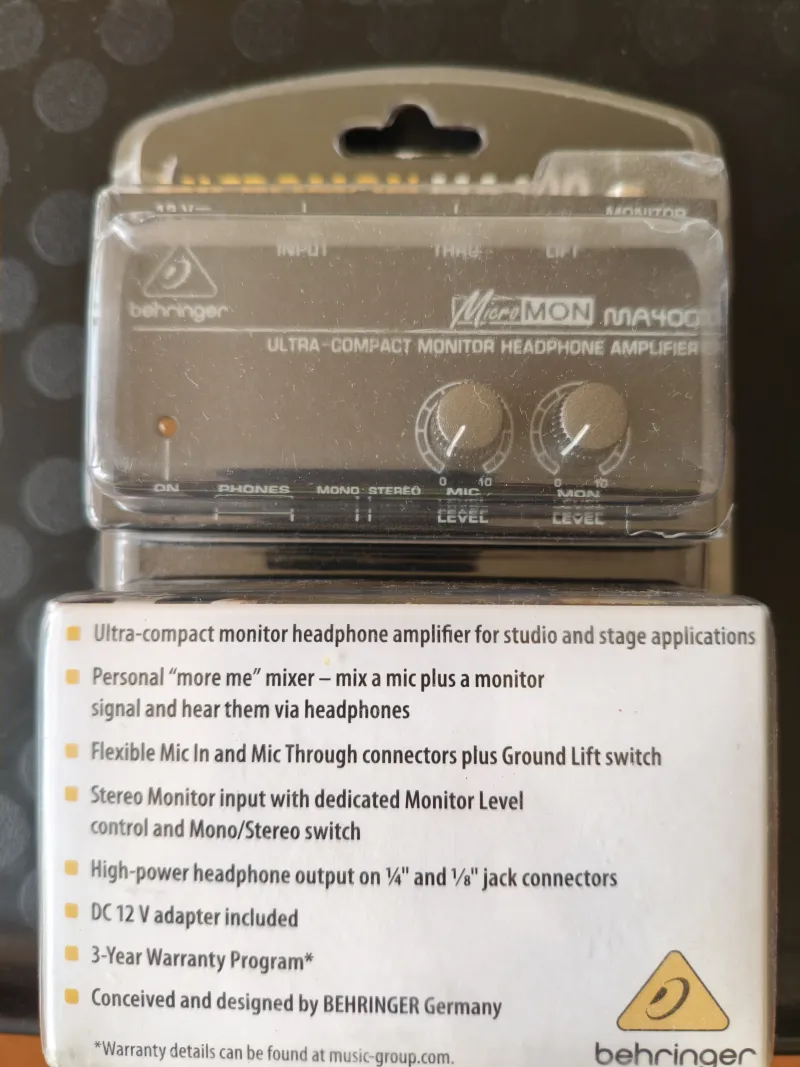 MICROMON MA400
12 V
MONITOR
INPUT THRU LIFT
behringer
MicroMON MA400
ULTRA-COMPACT MONITOR HEADPHONE AMPLIFIER
ON PHONES MONO STEREO
0 10 0 10
MIC MON
LEVEL LEVEL
Ultra-compact monitor headphone amplifier for studio and stage applications
Personal “more me” mixer – mix a mic plus a monitor
signal and hear them via headphones
Flexible Mic In and Mic Through connectors plus Ground Lift switch
Stereo Monitor input with dedicated Monitor Level
control and Mono/Stereo switch
High-power headphone output on ¼" and ⅛" jack connectors
DC 12 V adapter included
3-Year Warranty Program*
Conceived and designed by BEHRINGER Germany
*Warranty details can be found at music-group.com.
behringer